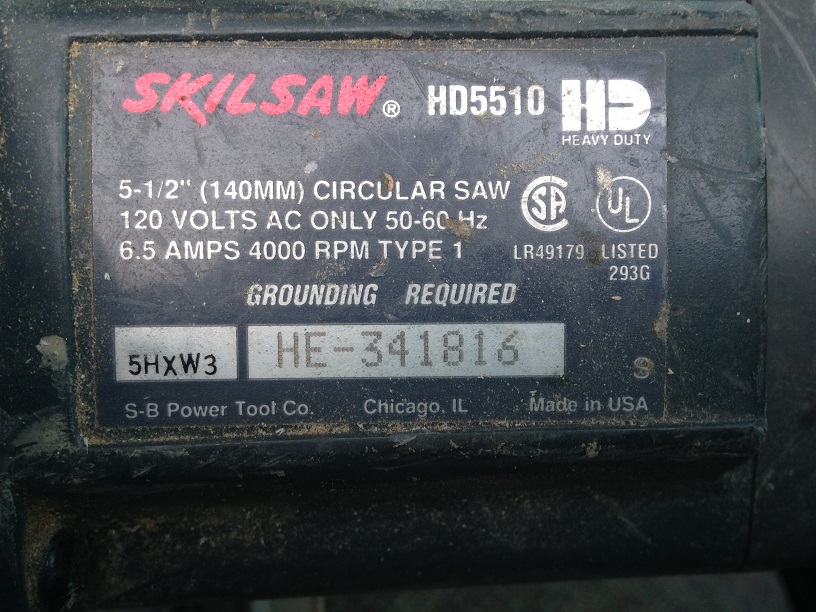 SKILSAW® HD5510 HD
HEAVY DUTY
5-1/2" (140MM) CIRCULAR SAW SA UL
120 VOLTS AC ONLY 50-60 Hz
6.5 AMPS 4000 RPM TYPE 1 LR49179 LISTED
293G
GROUNDING REQUIRED
5HXW3 HE-341816 S
S-B Power Tool Co. Chicago, IL Made in USA